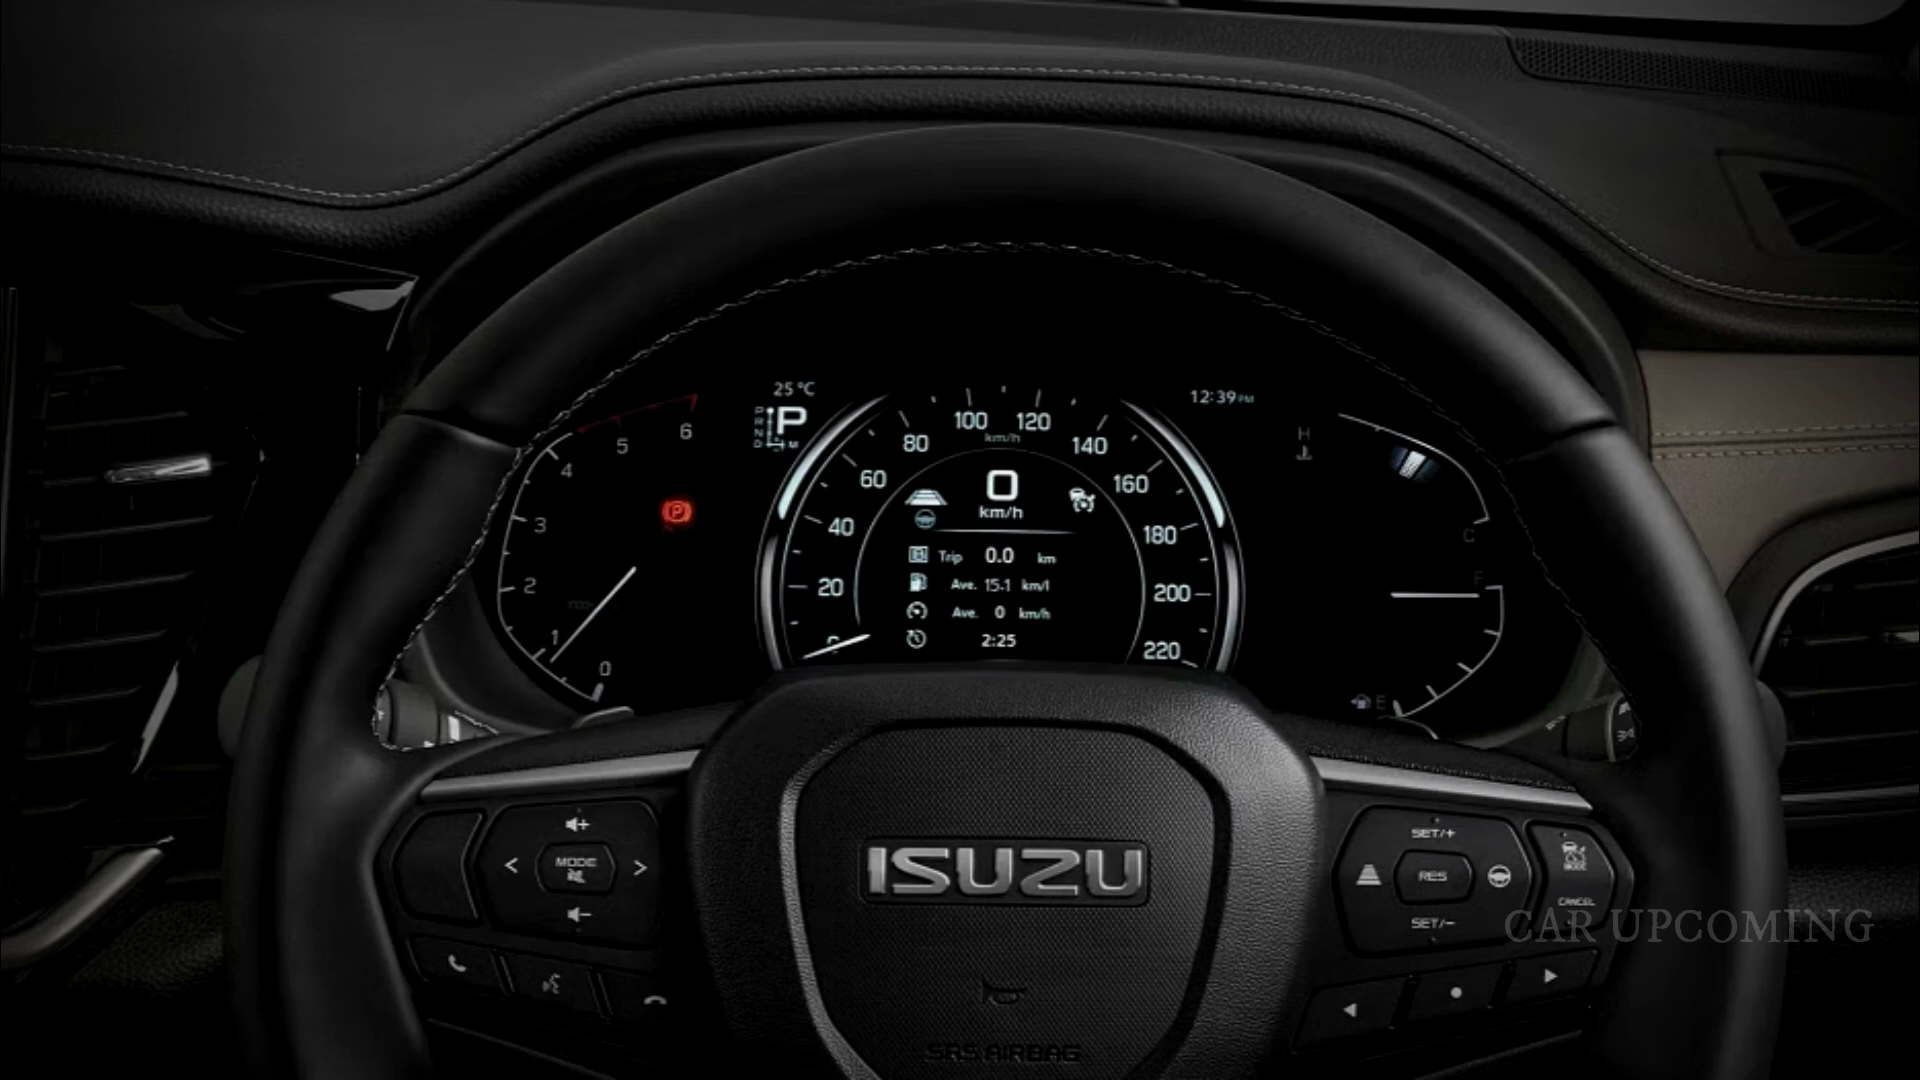 25 °C
12:39 PM
P
R
N
D
P
M
6
5
4
3
2
1
0
100
120
km/h
80
140
60
160
40
180
20
200
0
220
0
km/h
Trip 0.0 km
Ave. 15.1 km/l
Ave. 0 km/h
2:25
H
C
F
E
MODE
SET/+
RES
SET/-
MODE
CANCEL
ISUZU
CAR UPCOMING
SRS AIRBAG